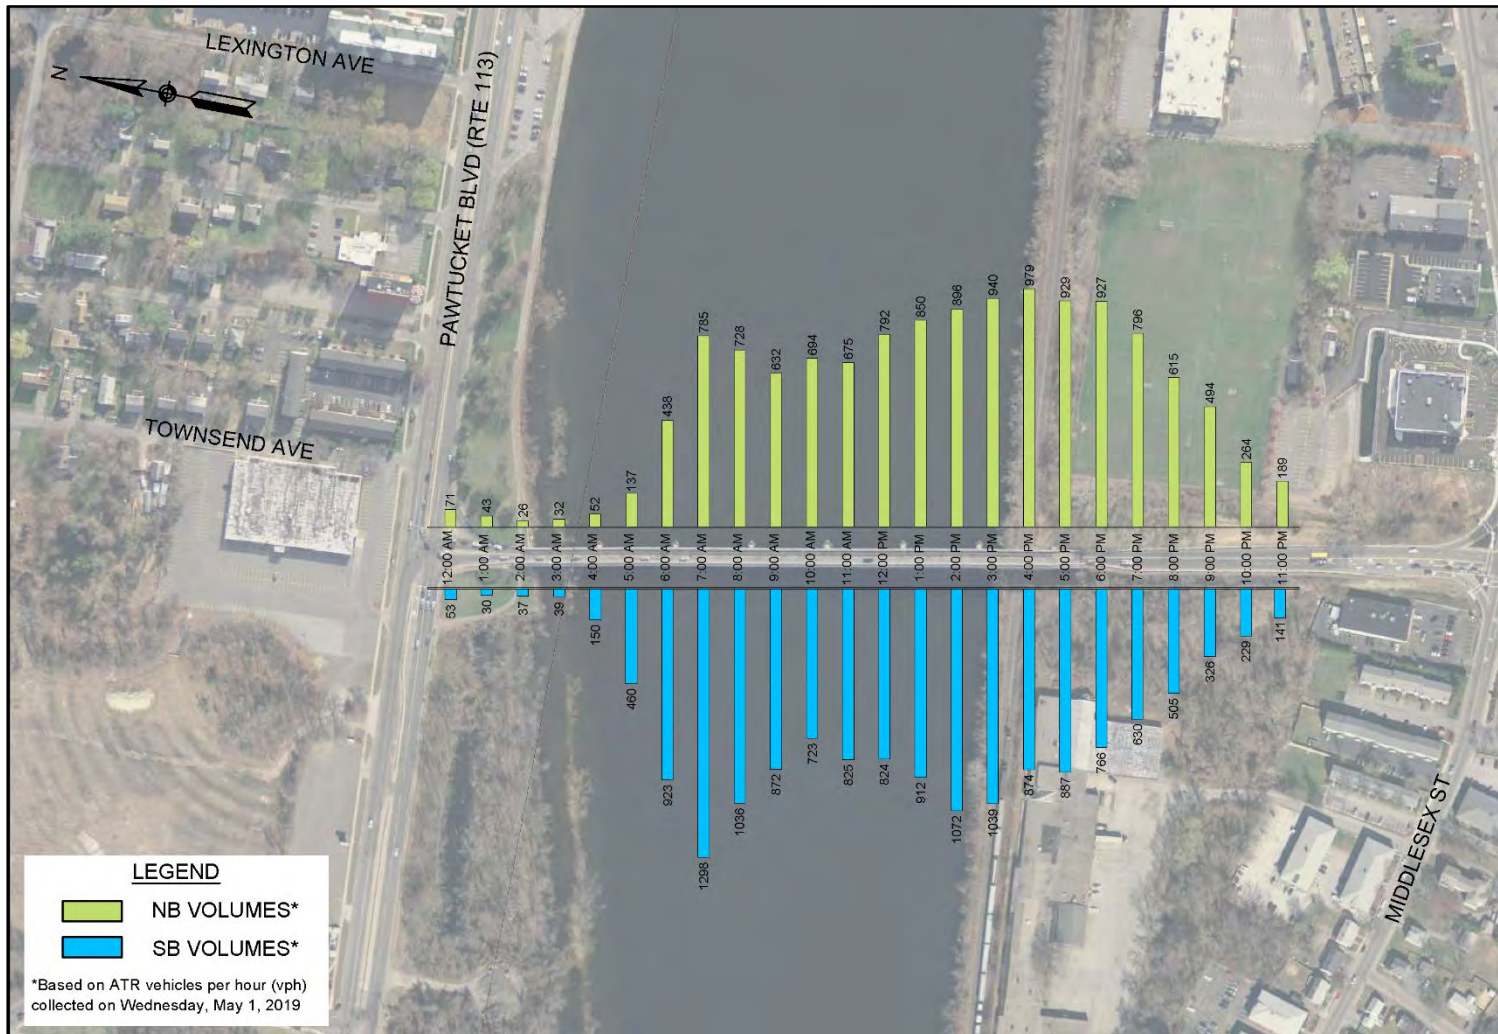 LEXINGTON AVE
N
PAWTUCKET BLVD (RTE 113)
TOWNSEND AVE
71
43
26
32
52
137
438
785
728
632
694
675
792
850
896
940
979
929
927
796
615
494
264
189
12:00 AM
1:00 AM
2:00 AM
3:00 AM
4:00 AM
5:00 AM
6:00 AM
7:00 AM
8:00 AM
9:00 AM
10:00 AM
11:00 AM
12:00 PM
1:00 PM
2:00 PM
3:00 PM
4:00 PM
5:00 PM
6:00 PM
7:00 PM
8:00 PM
9:00 PM
10:00 PM
11:00 PM
53
30
37
39
150
460
923
1298
1036
872
723
825
824
912
1072
1039
874
887
766
630
505
326
229
141
MIDDLESEX ST
LEGEND
NB VOLUMES*
SB VOLUMES*
*Based on ATR vehicles per hour (vph)
collected on Wednesday, May 1, 2019